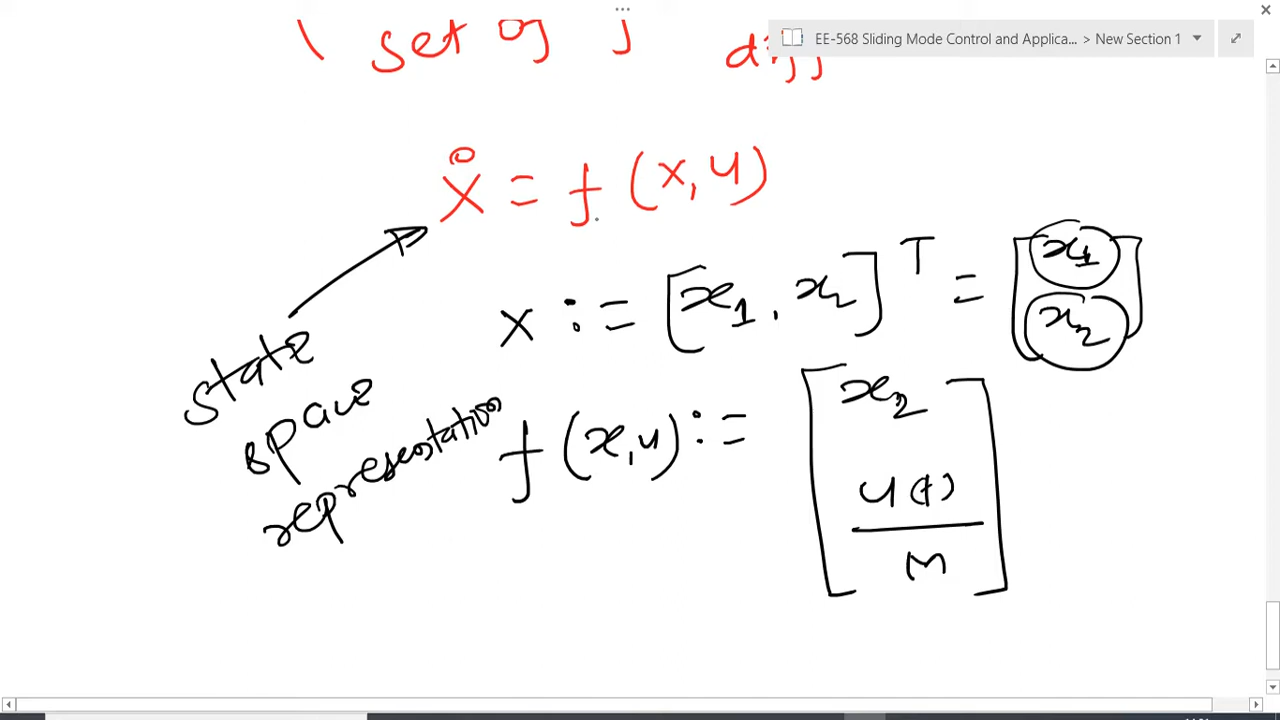 EE-568 Sliding Mode Control and Applica... > New Section 1
set of
ẋ = f (x, u)
x := [x₁, x₂]ᵀ = [x₁
x₂]
state
space
representation
f (x, u) := [x₂
u(t)
M]